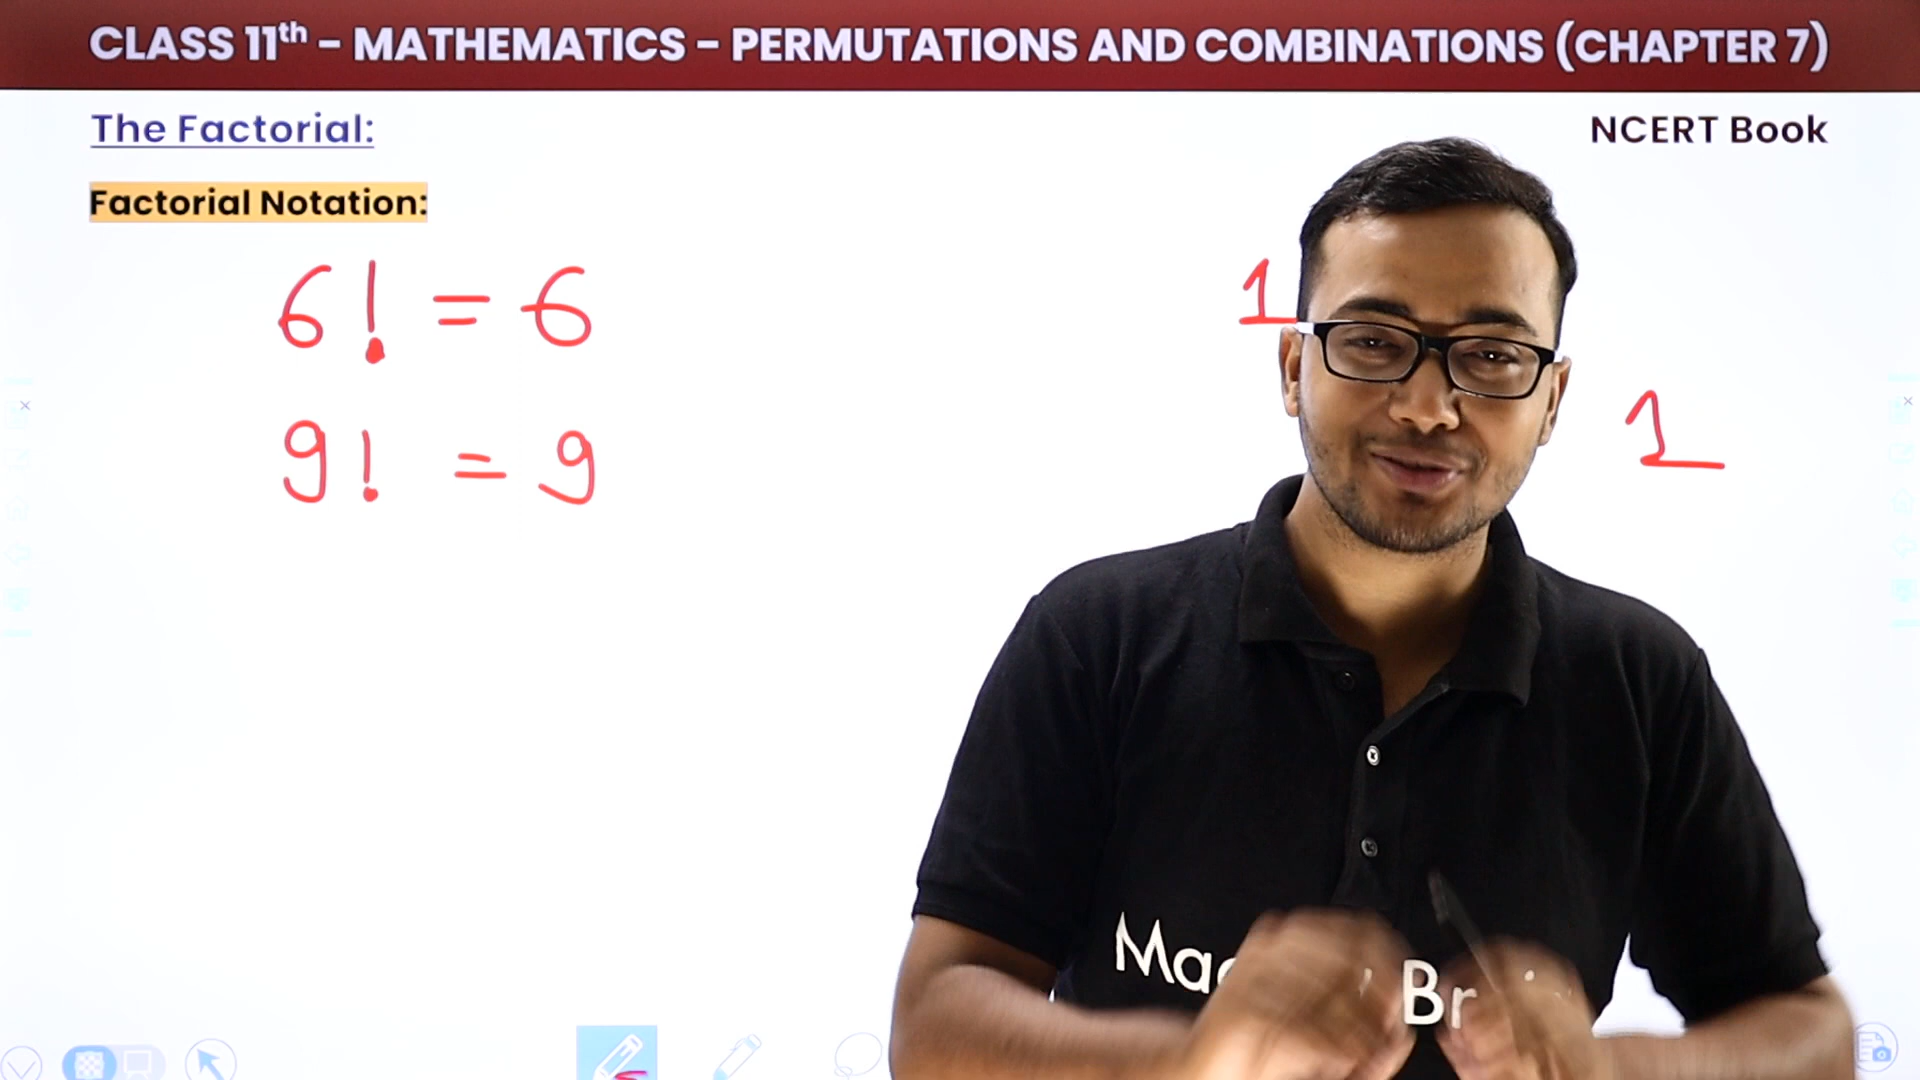 CLASS 11th – MATHEMATICS – PERMUTATIONS AND COMBINATIONS (CHAPTER 7)
The Factorial:
NCERT Book
Factorial Notation:
6! = 6 1
9! = 9 1